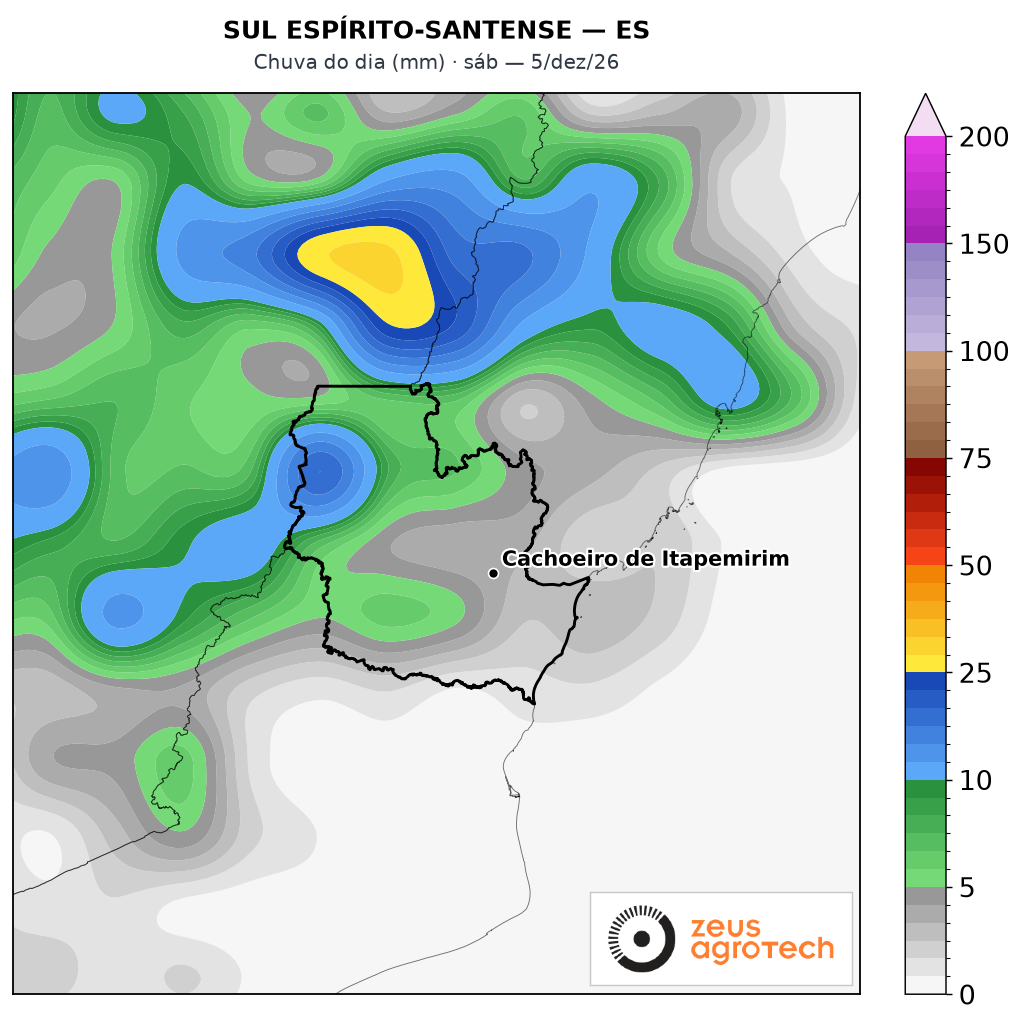 SUL ESPÍRITO-SANTENSE — ES
Chuva do dia (mm) · sáb — 5/dez/26
200
150
100
75
50
25
10
5
0
Cachoeiro de Itapemirim
zeus
agrotech